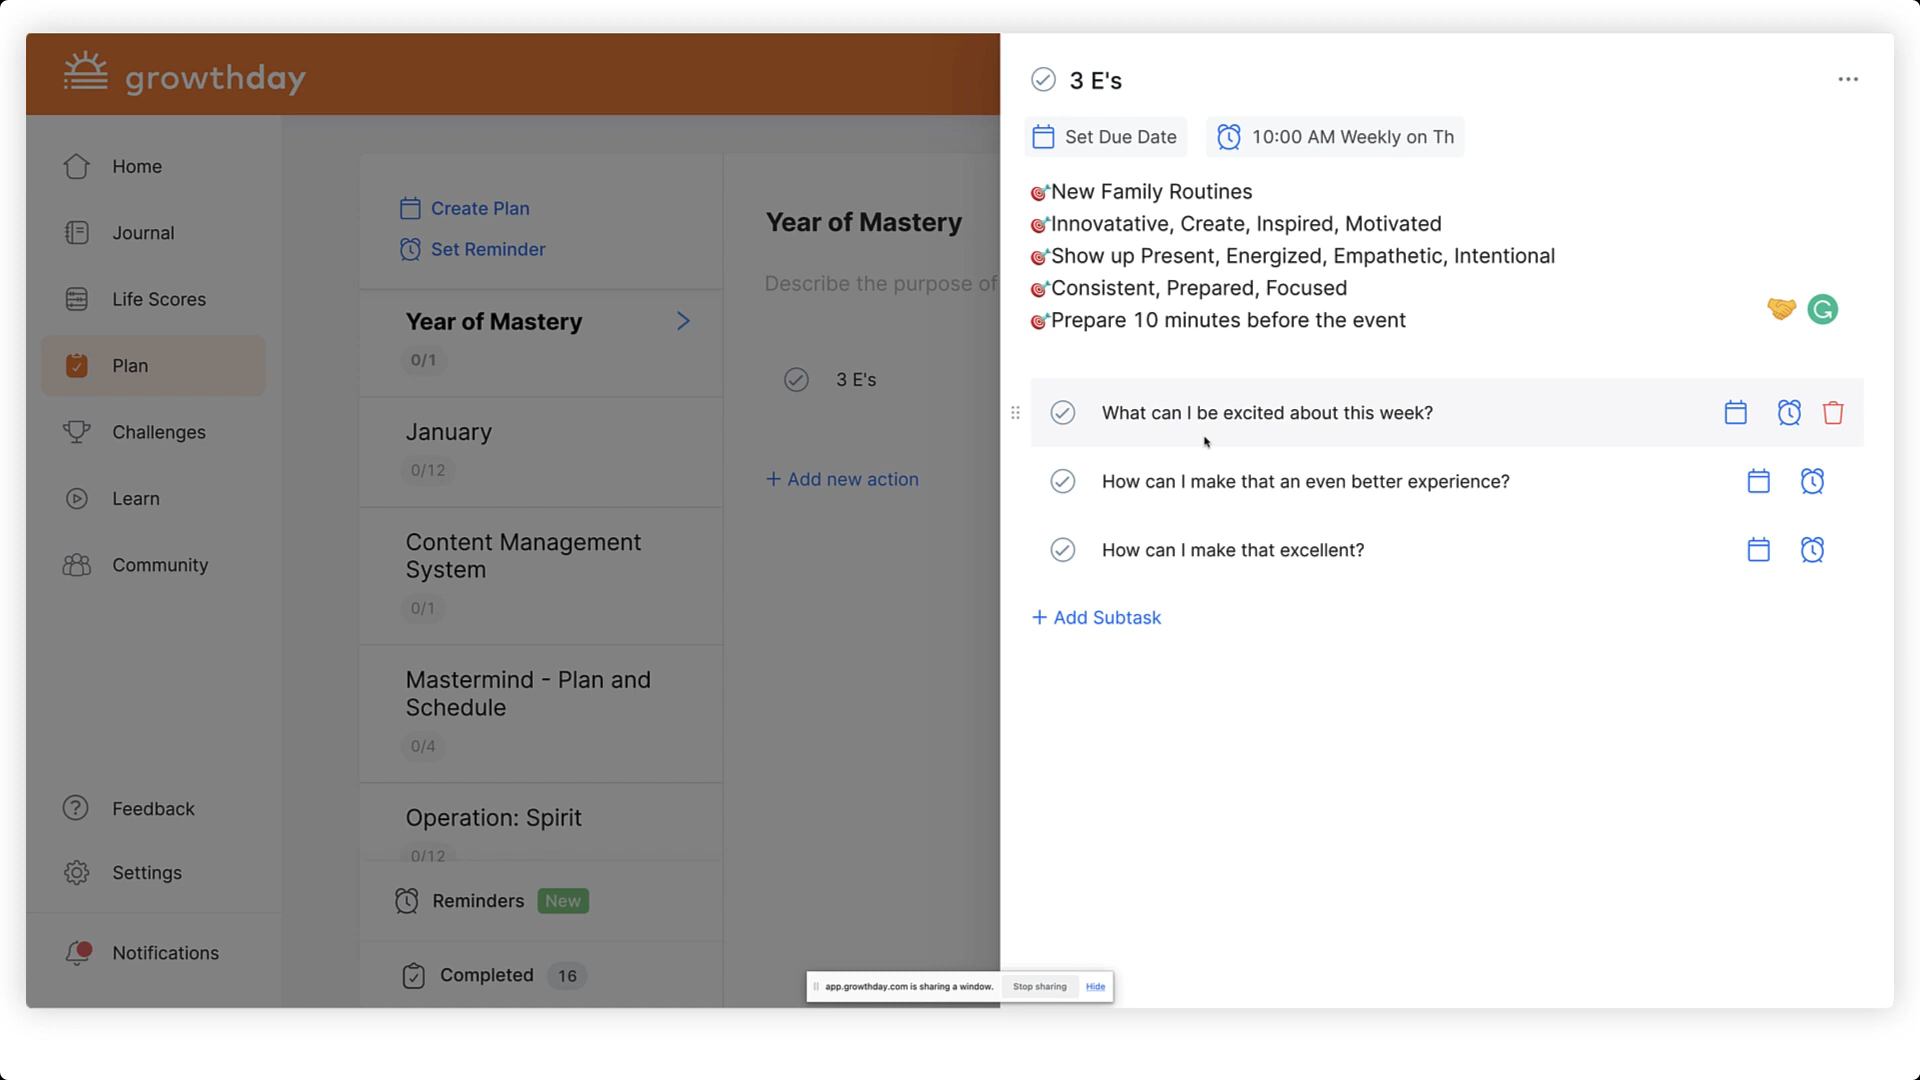 growthday
Home
Journal
Life Scores
Plan
Challenges
Learn
Community
Feedback
Settings
Notifications
Create Plan
Set Reminder
Year of Mastery
0/1
January
0/12
Content Management
System
0/1
Mastermind - Plan and
Schedule
0/4
Operation: Spirit
0/12
Reminders New
Completed 16
Year of Mastery
Describe the purpose of
3 E's
+ Add new action
3 E's
Set Due Date
10:00 AM Weekly on Th
🎯New Family Routines
🎯Innovatative, Create, Inspired, Motivated
🎯Show up Present, Energized, Empathetic, Intentional
🎯Consistent, Prepared, Focused
🎯Prepare 10 minutes before the event
What can I be excited about this week?
How can I make that an even better experience?
How can I make that excellent?
+ Add Subtask
app.growthday.com is sharing a window. Stop sharing Hide